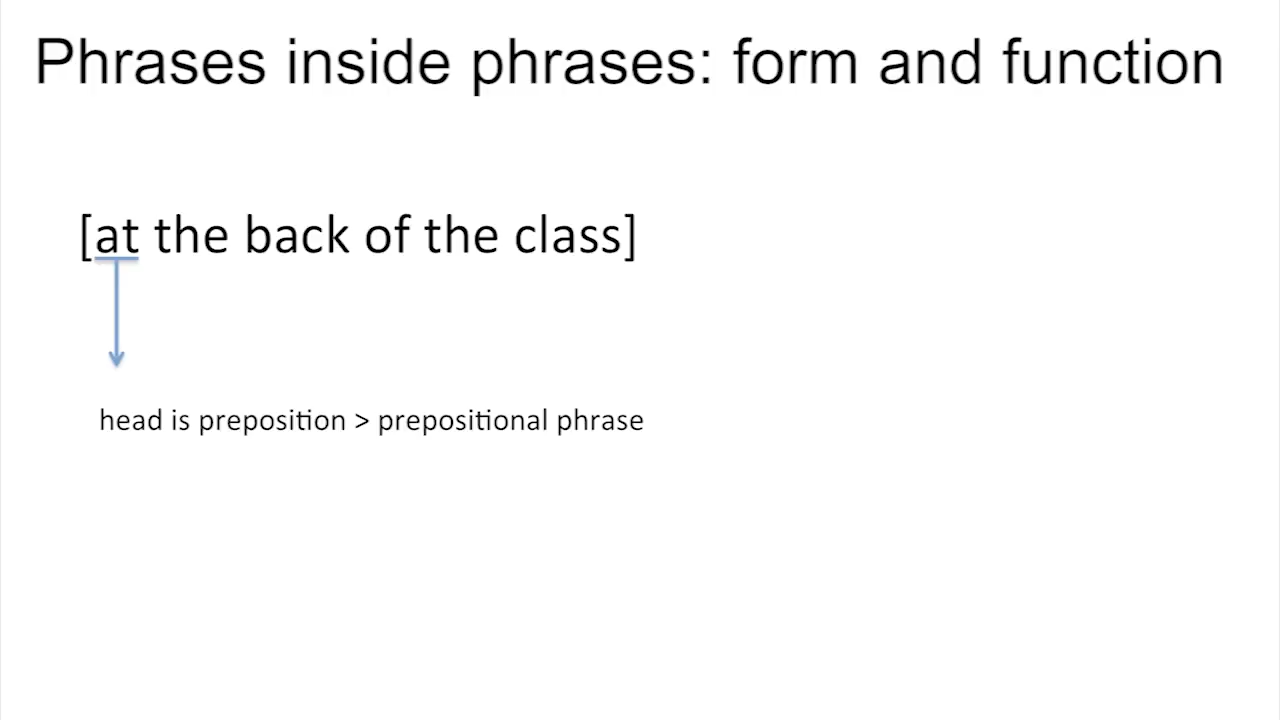 Phrases inside phrases: form and function
[at the back of the class]
head is preposition > prepositional phrase